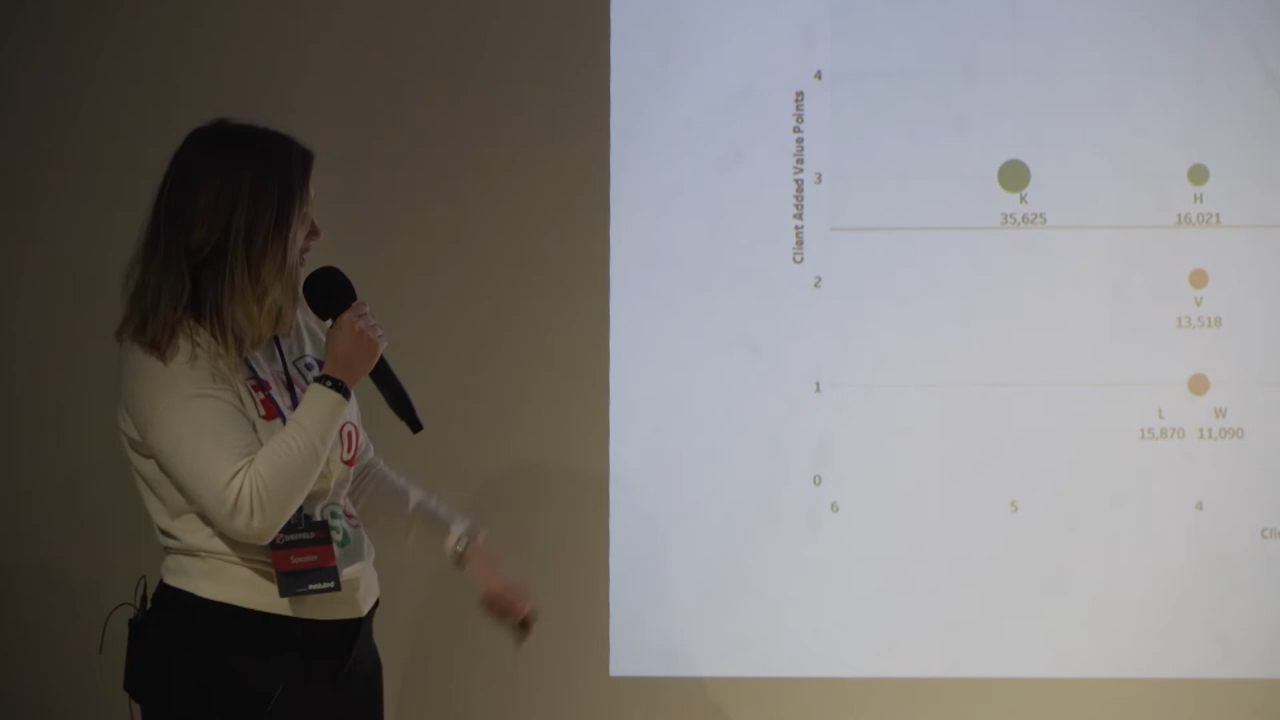 4
Client Added Value Points
3
K
35,625
H
16,021
2
V
13,518
1
L W
15,870 11,090
0
6 5 4
Speaker